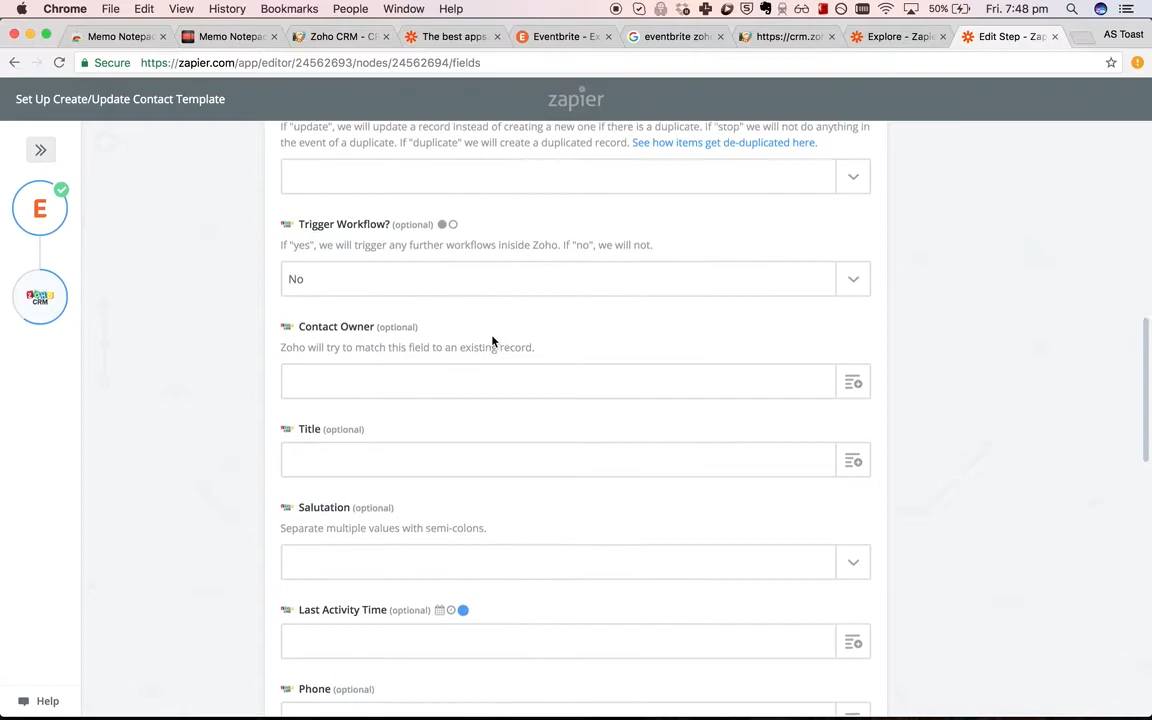 Chrome File Edit View History Bookmarks People Window Help 50% Fri. 7:48 pm
Memo Notepad Memo Notepa Zoho CRM - CF The best apps. Eventbrite - E eventbrite zoh https://crm.zo Explore - Zapie Edit Step - Zap AS Toast
Secure https://zapier.com/app/editor/24562693/nodes/24562694/fields
Set Up Create/Update Contact Template zapier
If "update", we will update a record instead of creating a new one if there is a duplicate. If "stop" we will not do anything in
the event of a duplicate. If "duplicate" we will create a duplicated record. See how items get de-duplicated here.
E
Trigger Workflow? (optional)
If "yes", we will trigger any further workflows iniside Zoho. If "no", we will not.
No
ZOHO
CRM
Contact Owner (optional)
Zoho will try to match this field to an existing record.
Title (optional)
Salutation (optional)
Separate multiple values with semi-colons.
Last Activity Time (optional)
Phone (optional)
Help